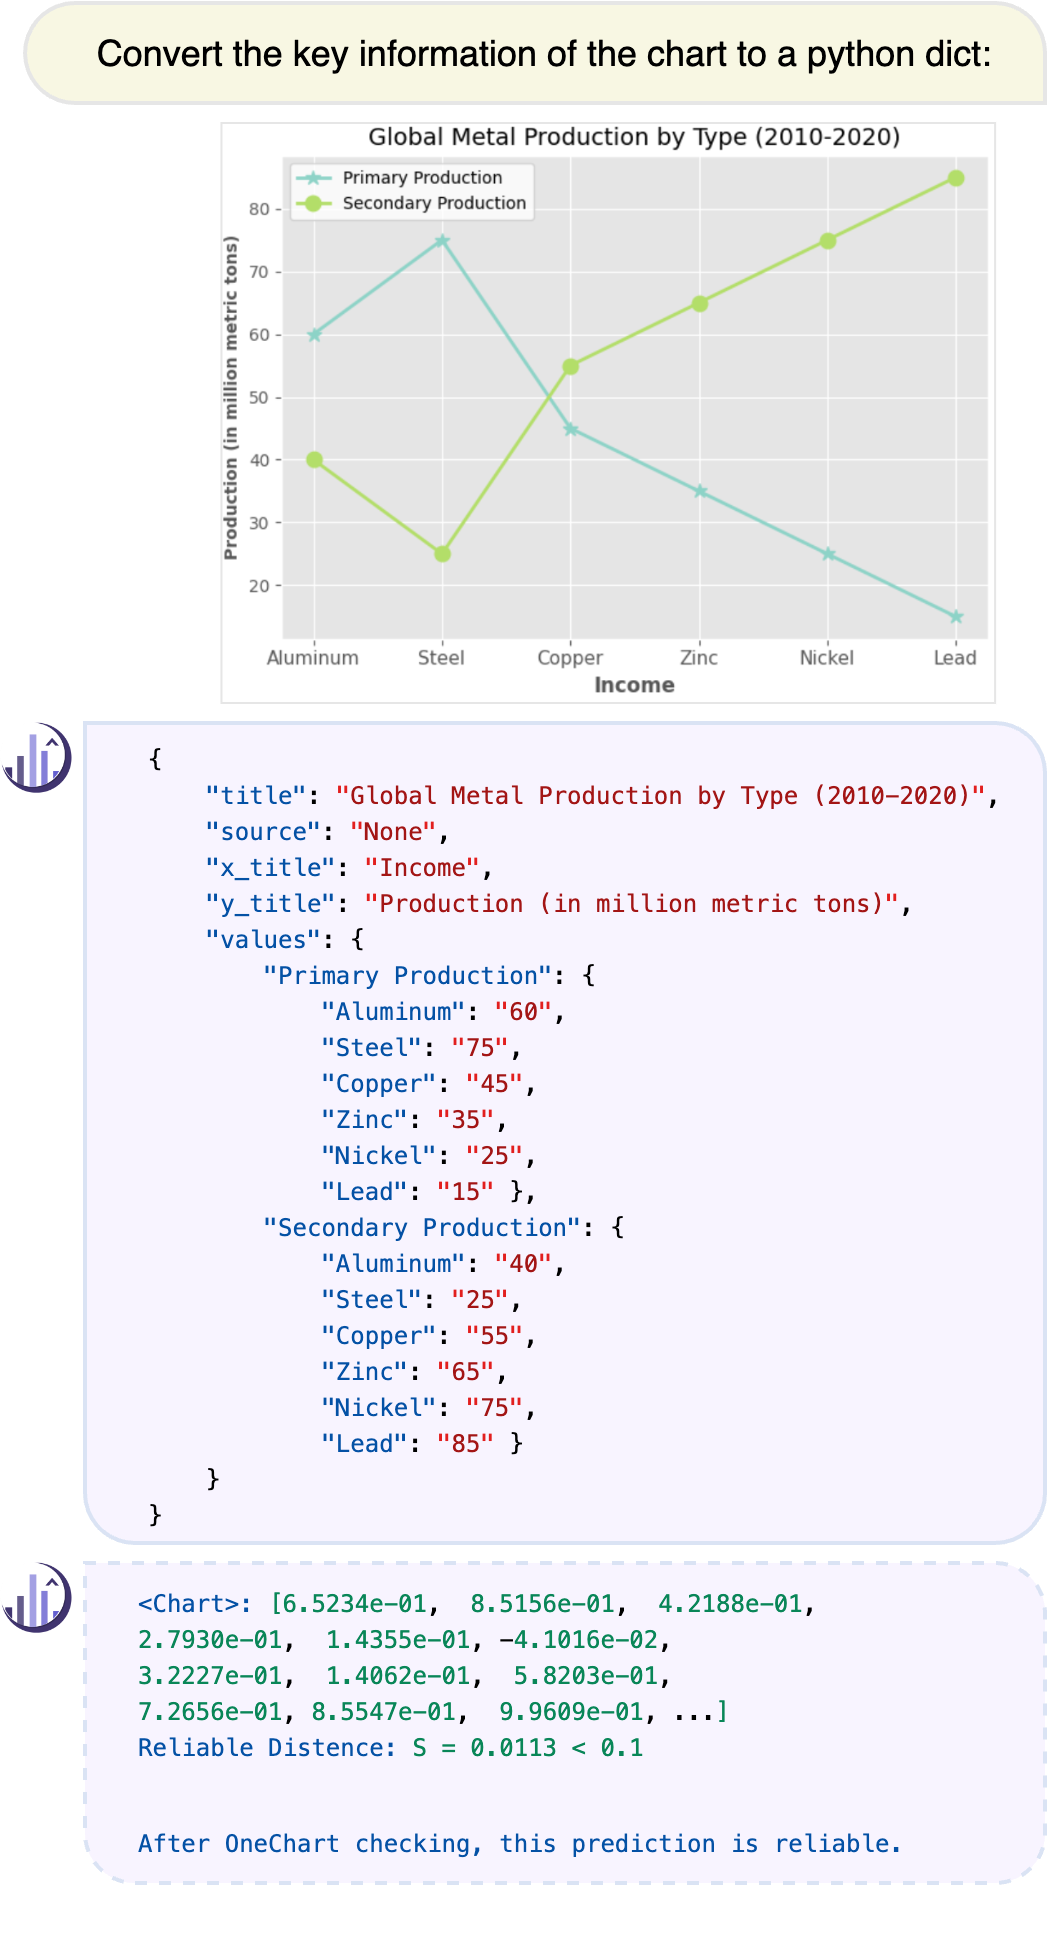 Convert the key information of the chart to a python dict:
Global Metal Production by Type (2010-2020)
Primary Production
Secondary Production
Production (in million metric tons)
80
70
60
50
40
30
20
Aluminum Steel Copper Zinc Nickel Lead
Income
{
"title": "Global Metal Production by Type (2010–2020)",
"source": "None",
"x_title": "Income",
"y_title": "Production (in million metric tons)",
"values": {
"Primary Production": {
"Aluminum": "60",
"Steel": "75",
"Copper": "45",
"Zinc": "35",
"Nickel": "25",
"Lead": "15" },
"Secondary Production": {
"Aluminum": "40",
"Steel": "25",
"Copper": "55",
"Zinc": "65",
"Nickel": "75",
"Lead": "85" }
}
}
<Chart>: [6.5234e-01, 8.5156e-01, 4.2188e-01,
2.7930e-01, 1.4355e-01, −4.1016e-02,
3.2227e-01, 1.4062e-01, 5.8203e-01,
7.2656e-01, 8.5547e-01, 9.9609e-01, ...]
Reliable Distence: S = 0.0113 < 0.1
After OneChart checking, this prediction is reliable.